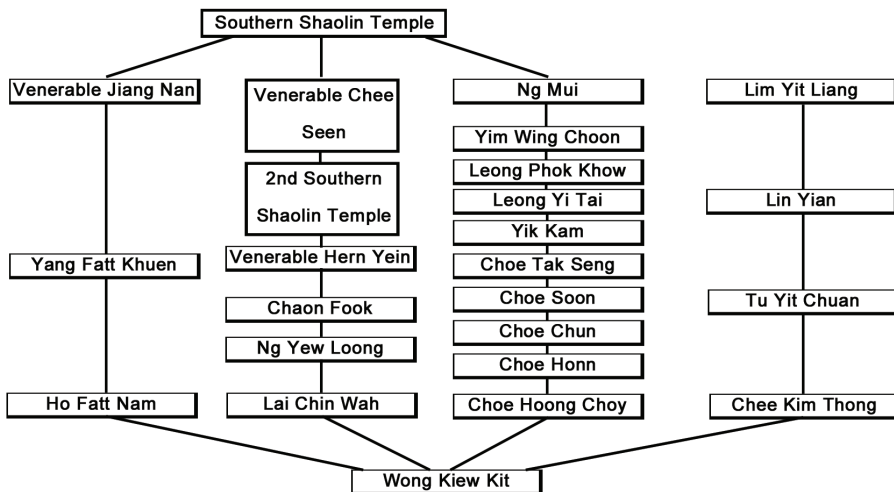 Southern Shaolin Temple
Venerable Jiang Nan
Venerable Chee
Seen
Ng Mui
Lim Yit Liang
Yim Wing Choon
Leong Phok Khow
2nd Southern
Shaolin Temple
Leong Yi Tai
Lin Yian
Yik Kam
Venerable Hern Yein
Yang Fatt Khuen
Choe Tak Seng
Choe Soon
Tu Yit Chuan
Chaon Fook
Choe Chun
Ng Yew Loong
Choe Honn
Ho Fatt Nam
Lai Chin Wah
Choe Hoong Choy
Chee Kim Thong
Wong Kiew Kit